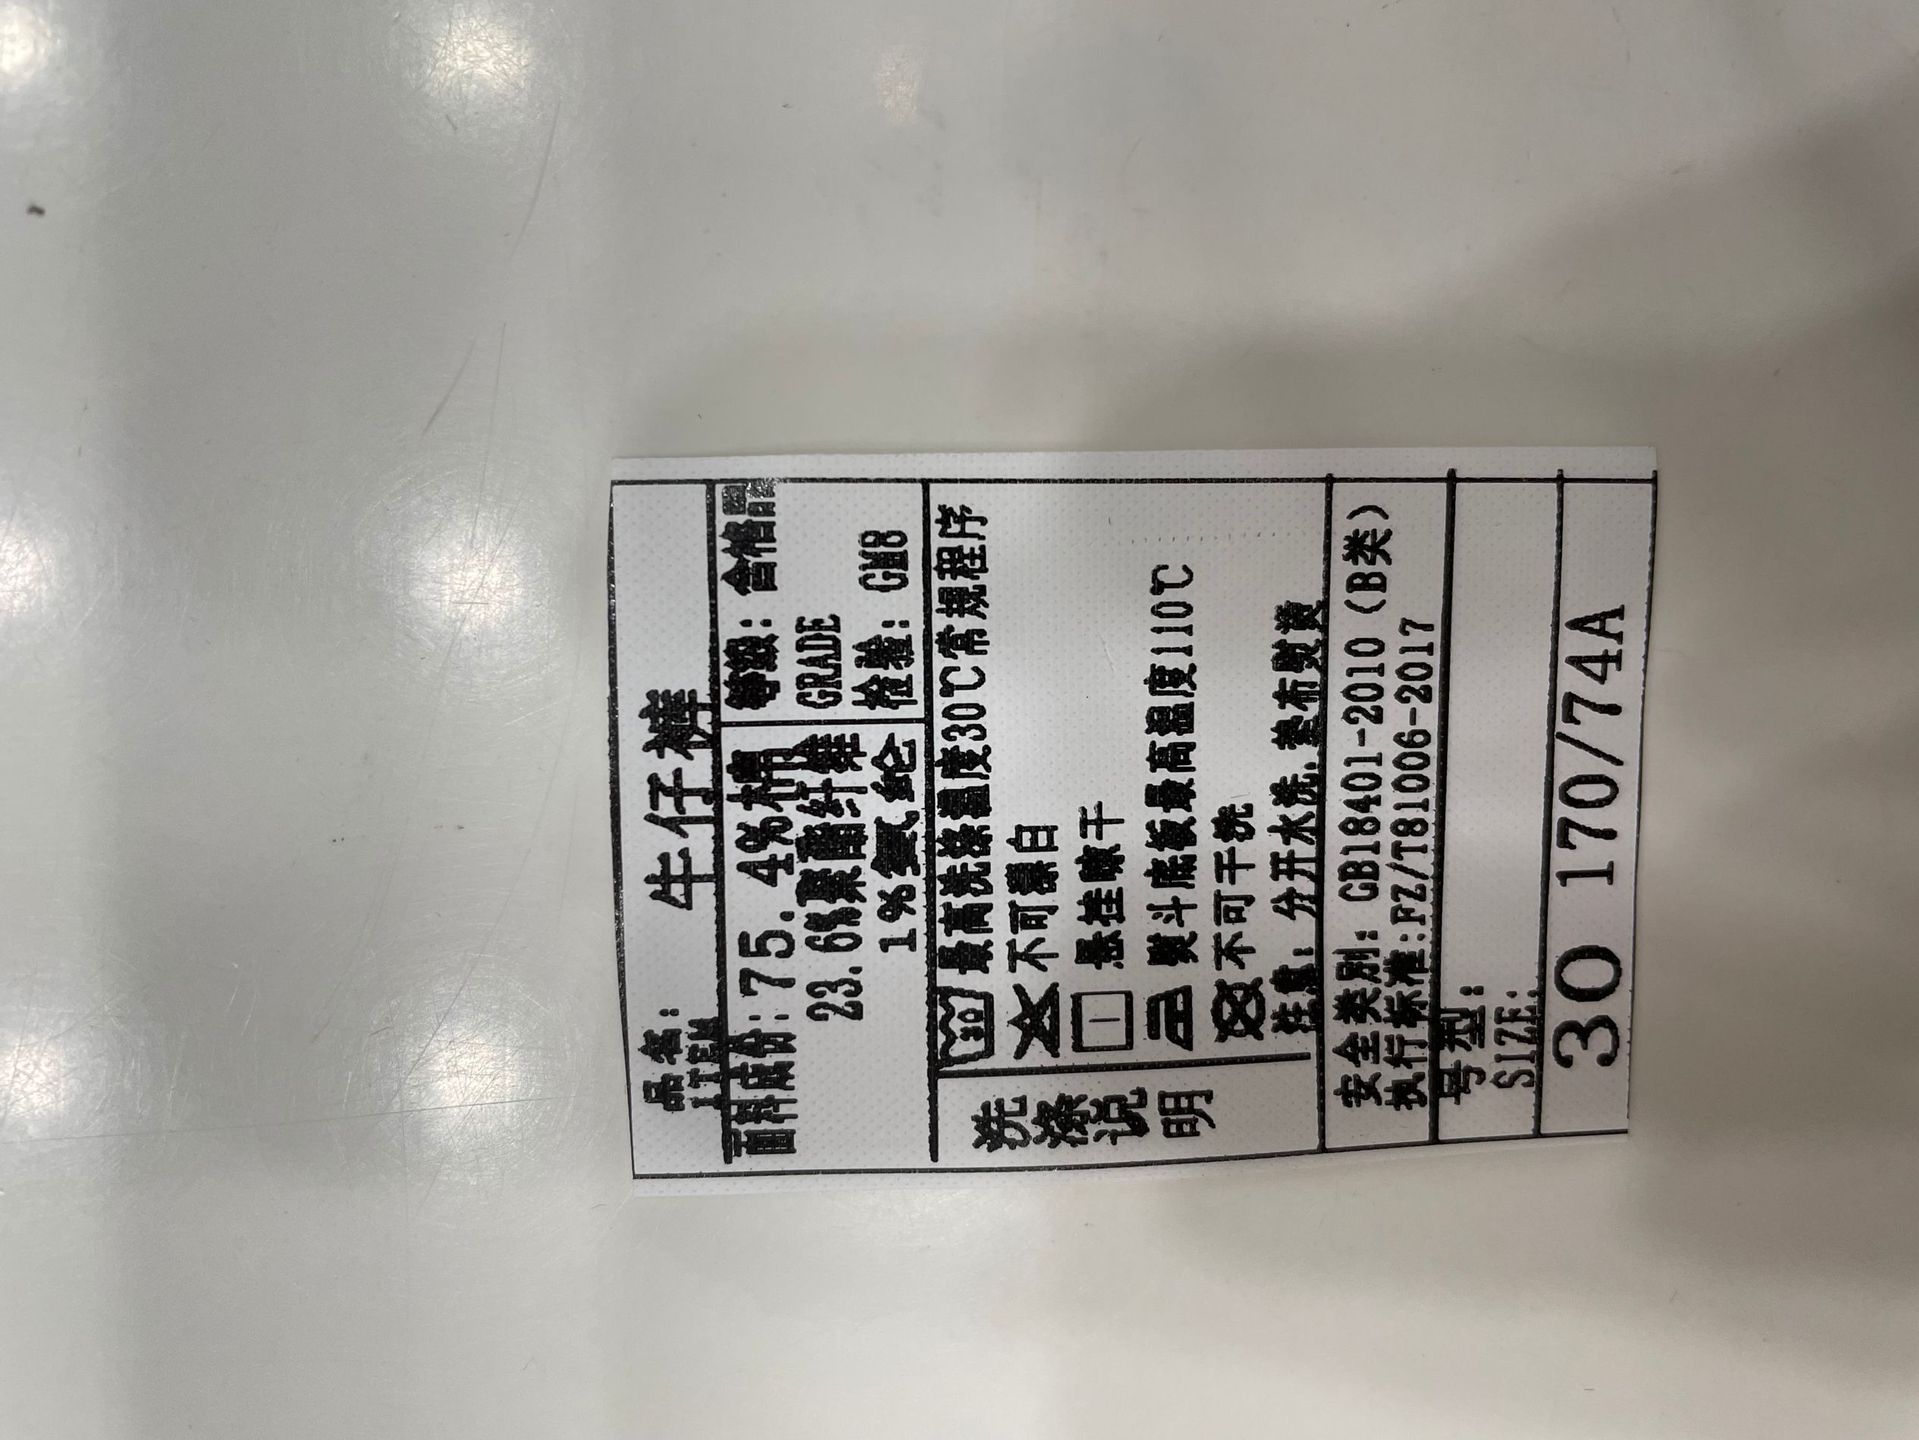 品名: 牛仔裤
ITEM
面料成份:75.4%棉
23.6%聚酯纤维
1%氨纶
等级: 合格品
GRADE
检验: GM8
洗涤说明
30 最高洗涤温度30℃常规程序
不可漂白
悬挂晾干
熨斗底板最高温度110℃
不可干洗
注意: 分开水洗,垫布熨烫
安全类别: GB18401-2010 (B类)
执行标准:FZ/T81006-2017
号型:
SIZE:
30 170/74A